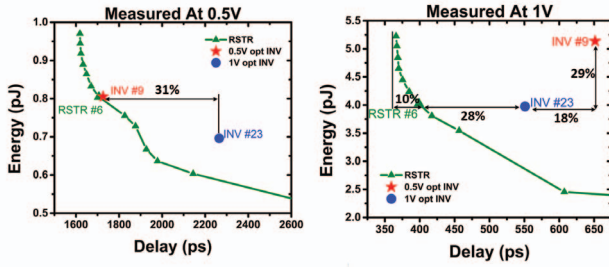 Measured At 0.5V
1.0
0.9
0.8
0.7
0.6
0.5
Energy (pJ)
RSTR
0.5V opt INV
1V opt INV
INV #9
31%
RSTR #6
INV #23
1600
1800
2000
2200
2400
2600
Delay (ps)
Measured At 1V
5.5
5.0
4.5
4.0
3.5
3.0
2.5
2.0
Energy (pJ)
INV #9
29%
10%
INV #23
RSTR #6
28%
18%
RSTR
0.5V opt INV
1V opt INV
350
400
450
500
550
600
650
Delay (ps)